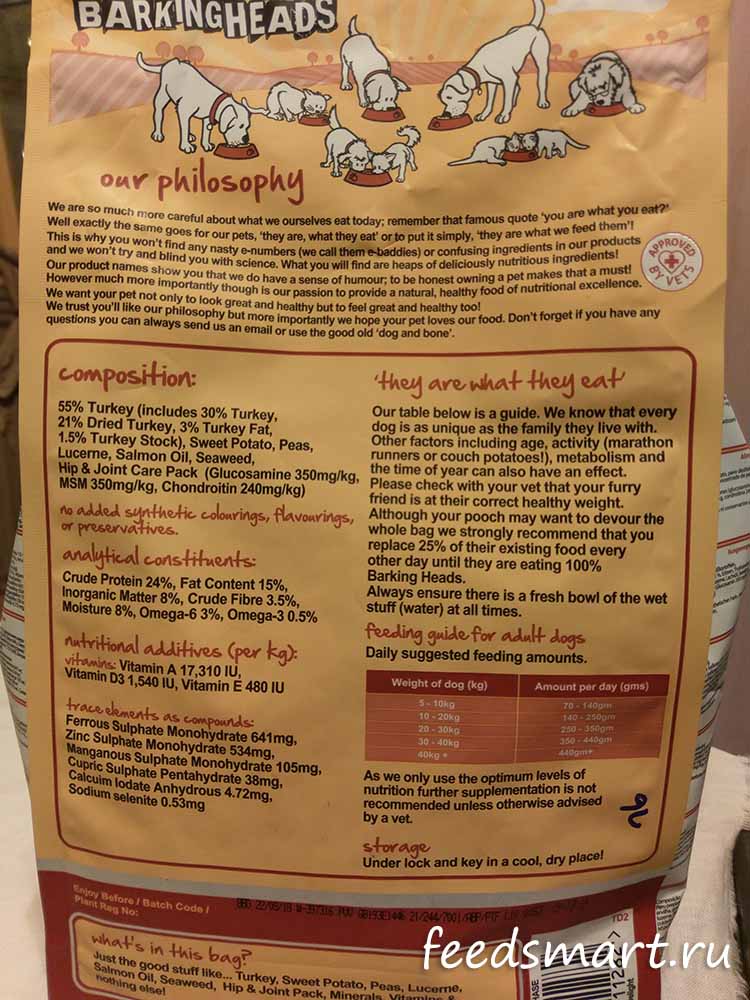 BARKINGHEADS
our philosophy
We are so much more careful about what we ourselves eat today; remember that famous quote 'you are what you eat?'
Well exactly the same goes for our pets, 'they are, what they eat' or to put it simply, 'they are what we feed them'!
This is why you won't find any nasty e-numbers (we call them e-baddies) or confusing ingredients in our products
and we won't try and blind you with science. What you will find are heaps of deliciously nutritious ingredients!
Our product names show you that we do have a sense of humour; to be honest owning a pet makes that a must!
However much more importantly though is our passion to provide a natural, healthy food of nutritional excellence.
We want your pet not only to look great and healthy but to feel great and healthy too!
We trust you'll like our philosophy but more importantly we hope your pet loves our food. Don't forget if you have any
questions you can always send us an email or use the good old 'dog and bone'.
APPROVED
BY VETS
composition:
55% Turkey (includes 30% Turkey,
21% Dried Turkey, 3% Turkey Fat,
1.5% Turkey Stock), Sweet Potato, Peas,
Lucerne, Salmon Oil, Seaweed,
Hip & Joint Care Pack (Glucosamine 350mg/kg,
MSM 350mg/kg, Chondroitin 240mg/kg)
no added synthetic colourings, flavourings,
or preservatives.
analytical constituents:
Crude Protein 24%, Fat Content 15%,
Inorganic Matter 8%, Crude Fibre 3.5%,
Moisture 8%, Omega-6 3%, Omega-3 0.5%
nutritional additives (per kg):
vitamins: Vitamin A 17,310 IU,
Vitamin D3 1,540 IU, Vitamin E 480 IU
trace elements as compounds:
Ferrous Sulphate Monohydrate 641mg,
Zinc Sulphate Monohydrate 534mg,
Manganous Sulphate Monohydrate 105mg,
Cupric Sulphate Pentahydrate 38mg,
Calcuim Iodate Anhydrous 4.72mg,
Sodium selenite 0.53mg
'they are what they eat'
Our table below is a guide. We know that every
dog is as unique as the family they live with.
Other factors including age, activity (marathon
runners or couch potatoes!), metabolism and
the time of year can also have an effect.
Please check with your vet that your furry
friend is at their correct healthy weight.
Although your pooch may want to devour the
whole bag we strongly recommend that you
replace 25% of their existing food every
other day until they are eating 100%
Barking Heads.
Always ensure there is a fresh bowl of the wet
stuff (water) at all times.
feeding guide for adult dogs
Daily suggested feeding amounts.
Weight of dog (kg) Amount per day (gms)
5 - 10kg 70 - 140gm
10 - 20kg 140 - 250gm
20 - 30kg 250 - 350gm
30 - 40kg 350 - 440gm
40kg + 440gm+
As we only use the optimum levels of
nutrition further supplementation is not
recommended unless otherwise advised
by a vet.
storage
Under lock and key in a cool, dry place!
Enjoy Before / Batch Code /
Plant Reg No:
BBD 22/05/18
TD2
what's in this bag?
Just the good stuff like... Turkey, Sweet Potato, Peas, Lucerne,
Salmon Oil, Seaweed, Hip & Joint Pack, Minerals, Vitamins &
nothing else!
feedsmart.ru